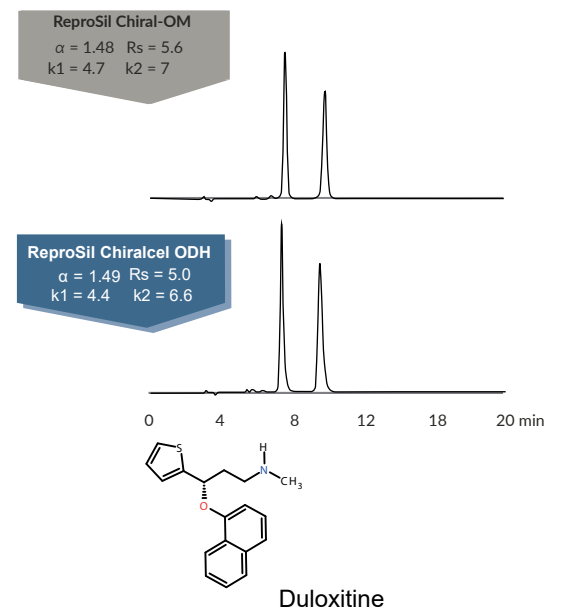 ReproSil Chiral-OM
α = 1.48 Rs = 5.6
k1 = 4.7 k2 = 7
ReproSil Chiralcel ODH
α = 1.49 Rs = 5.0
k1 = 4.4 k2 = 6.6
0 4 8 12 18 20 min
S
H
N
CH3
O
Duloxitine